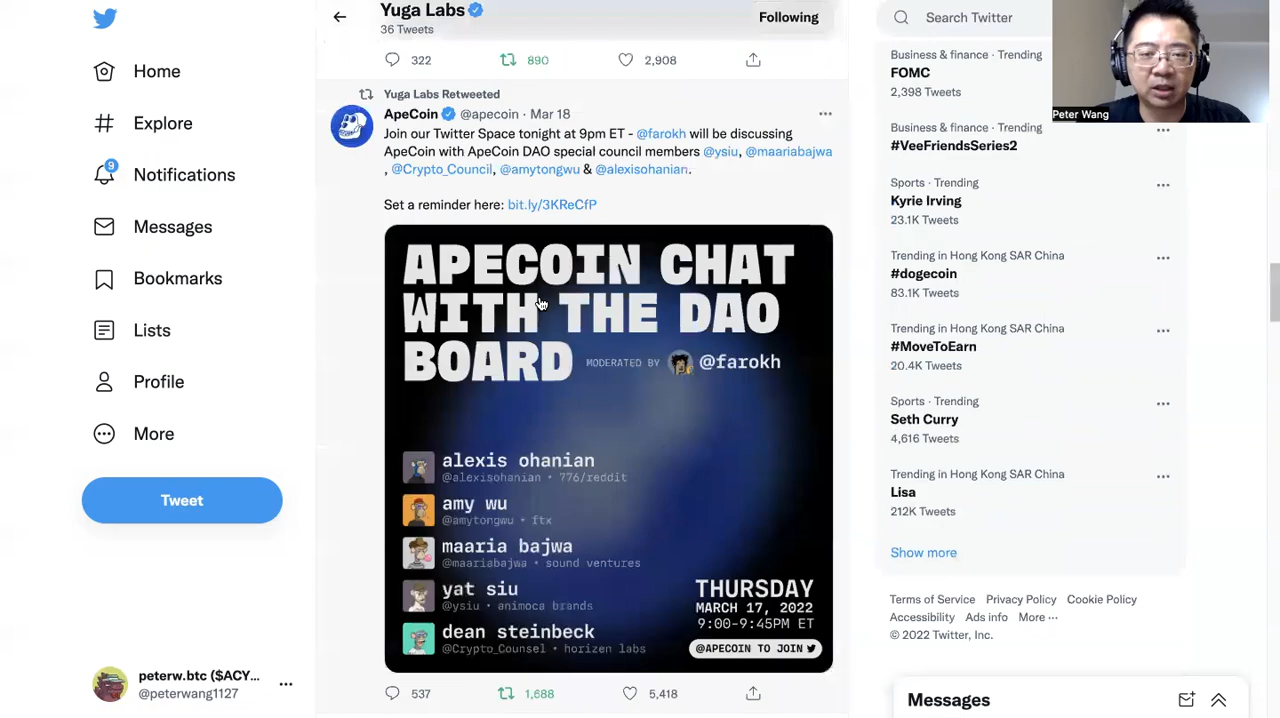 Home
Explore
9
Notifications
Messages
Bookmarks
Lists
Profile
More
Tweet
peterw.btc ($ACY...
@peterwang1127
Yuga Labs
36 Tweets
Following
322
890
2,908
Yuga Labs Retweeted
ApeCoin @apecoin · Mar 18
Join our Twitter Space tonight at 9pm ET - @farokh will be discussing
ApeCoin with ApeCoin DAO special council members @ysiu, @maariabajwa
, @Crypto_Council, @amytongwu & @alexisohanian.
Set a reminder here: bit.ly/3KReCfP
APECOIN CHAT
WITH THE DAO
BOARD MODERATED BY @farokh
alexis ohanian
@alexisohanian • 776/reddit
amy wu
@amytongwu • ftx
maaria bajwa
@maariabajwa • sound ventures
yat siu
@ysiu • animoca brands
dean steinbeck
@Crypto_Counsel • horizen labs
THURSDAY
MARCH 17, 2022
9:00-9:45PM ET
@APECOIN TO JOIN
537
1,688
5,418
Search Twitter
Business & finance · Trending
FOMC
2,398 Tweets
Business & finance · Trending
#VeeFriendsSeries2
Sports · Trending
Kyrie Irving
23.1K Tweets
Trending in Hong Kong SAR China
#dogecoin
83.1K Tweets
Trending in Hong Kong SAR China
#MoveToEarn
20.4K Tweets
Sports · Trending
Seth Curry
4,616 Tweets
Trending in Hong Kong SAR China
Lisa
212K Tweets
Show more
Terms of Service Privacy Policy Cookie Policy
Accessibility Ads info More ···
© 2022 Twitter, Inc.
Messages
Peter Wang